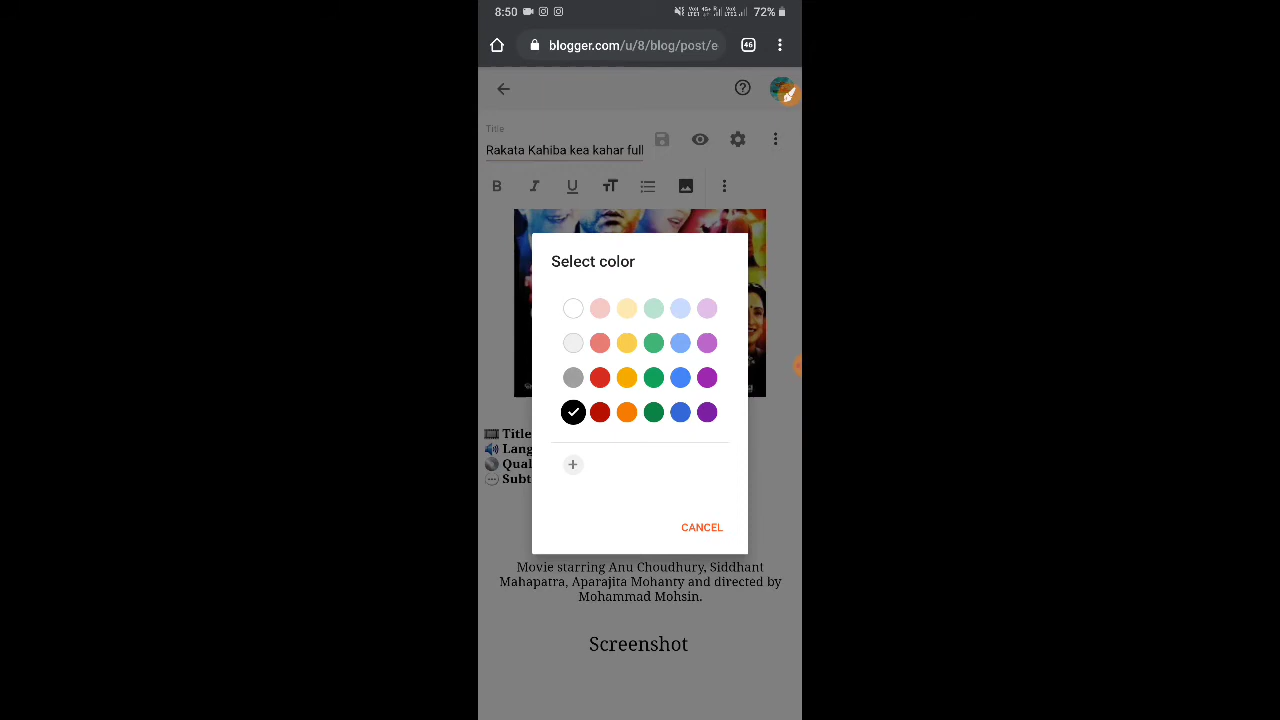 8:50
72%
blogger.com/u/8/blog/post/e
46
Title
Rakata Kahiba kea kahar full
Select color
Title
Lang
Qual
Subt
CANCEL
Movie starring Anu Choudhury, Siddhant
Mahapatra, Aparajita Mohanty and directed by
Mohammad Mohsin.
Screenshot